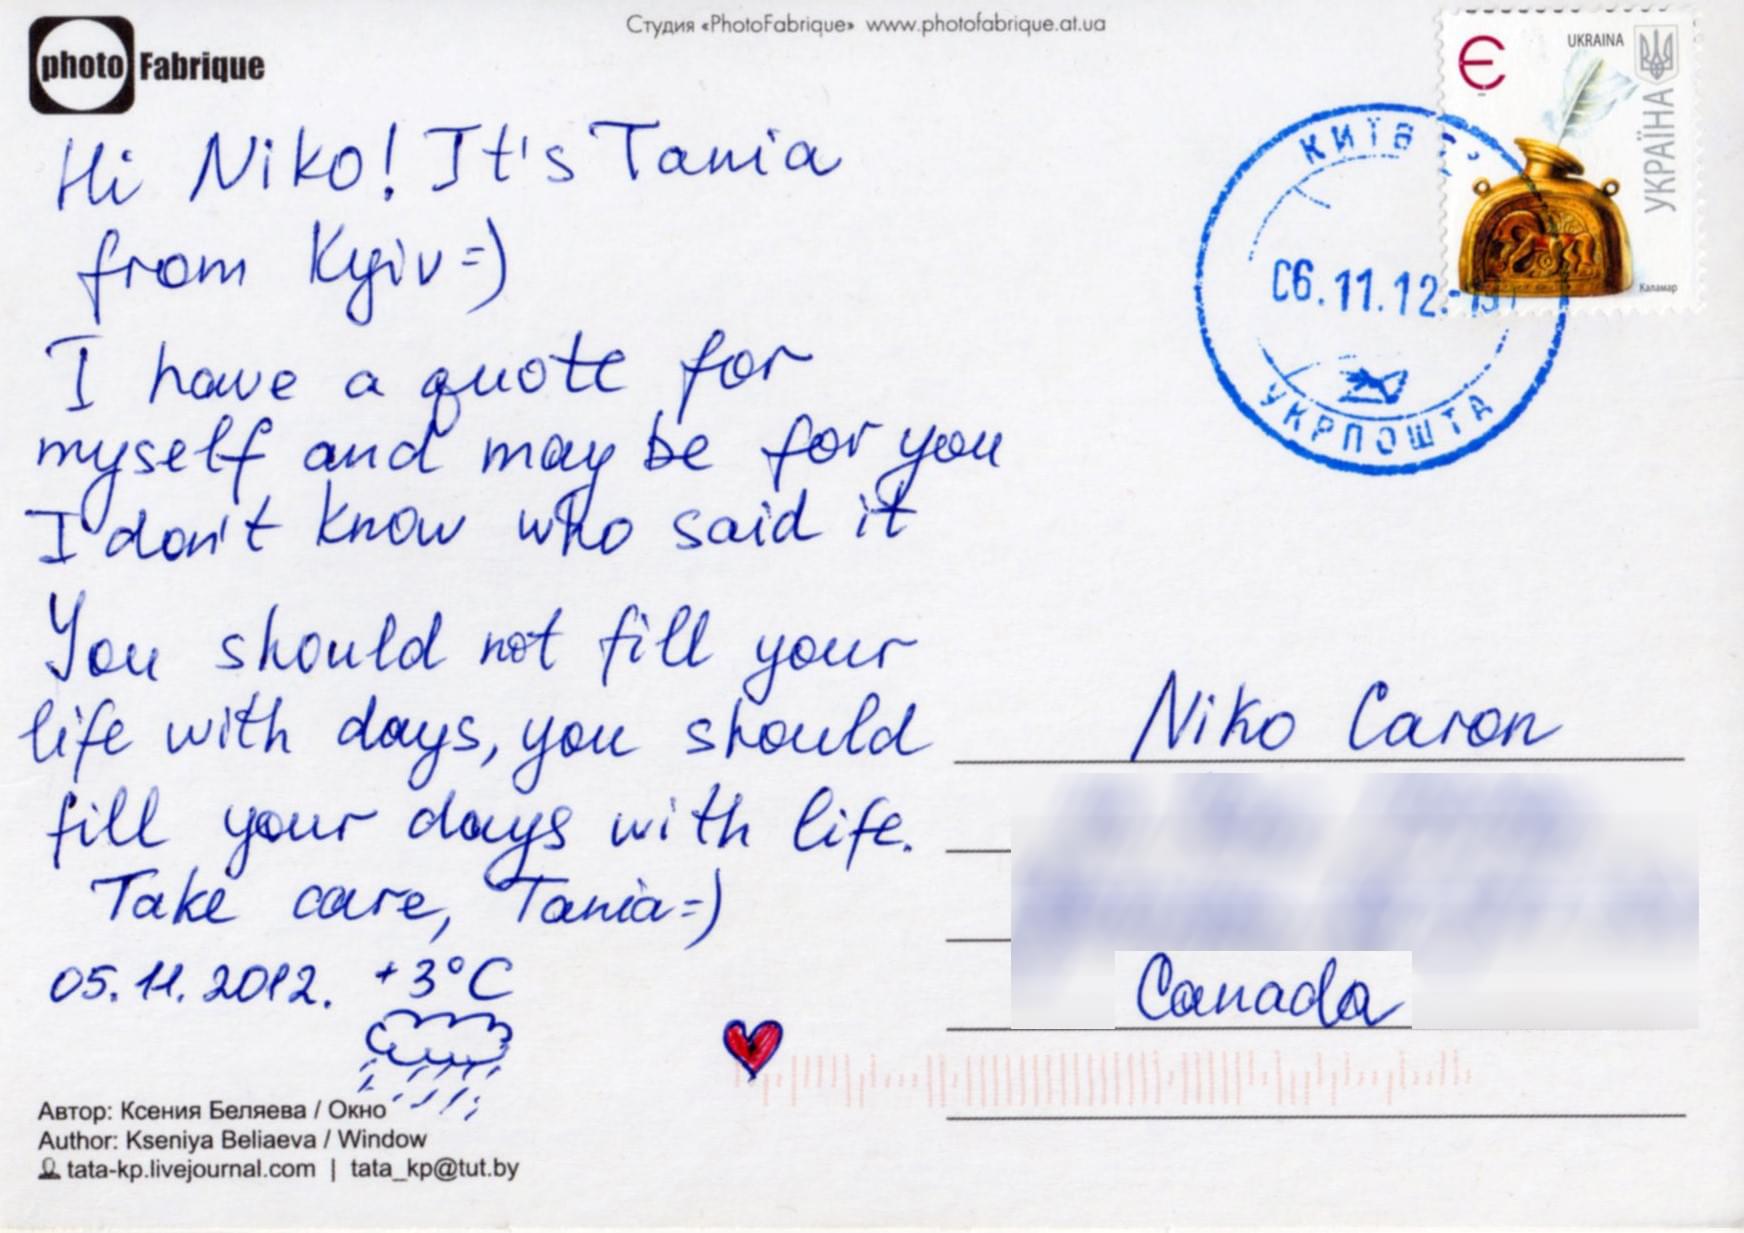 Студия «PhotoFabrique» www.photofabrique.at.ua
photo Fabrique
Hi Niko! It's Tania
from Kyiv =)
I have a quote for
myself and may be for you
I don't know who said it
You should not fill your
life with days, you should
fill your days with life.
Take care, Tania =)
05.11.2012. +3°C
Автор: Ксения Беляева / Окно
Author: Kseniya Beliaeva / Window
tata-kp.livejournal.com | tata_kp@tut.by
Є
UKRAINA
УКРАЇНА
Каламар
КИЇВ
06.11.12
УКРПОШТА
Niko Caron
Canada